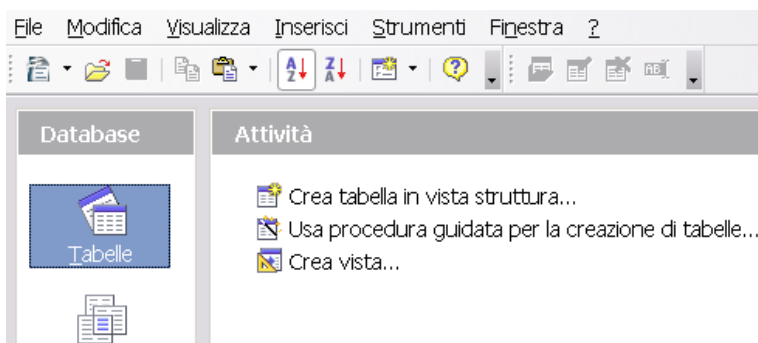 File Modifica Visualizza Inserisci Strumenti Finestra ?
Database
Attività
Crea tabella in vista struttura...
Usa procedura guidata per la creazione di tabelle...
Crea vista...
Tabelle